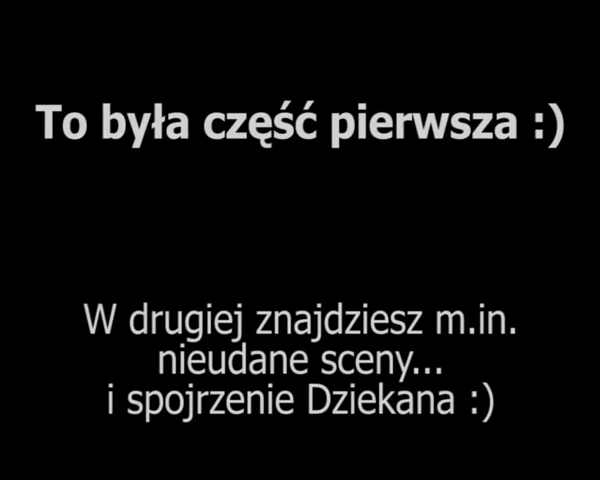 To była część pierwsza :)
W drugiej znajdziesz m.in.
nieudane sceny...
i spojrzenie Dziekana :)